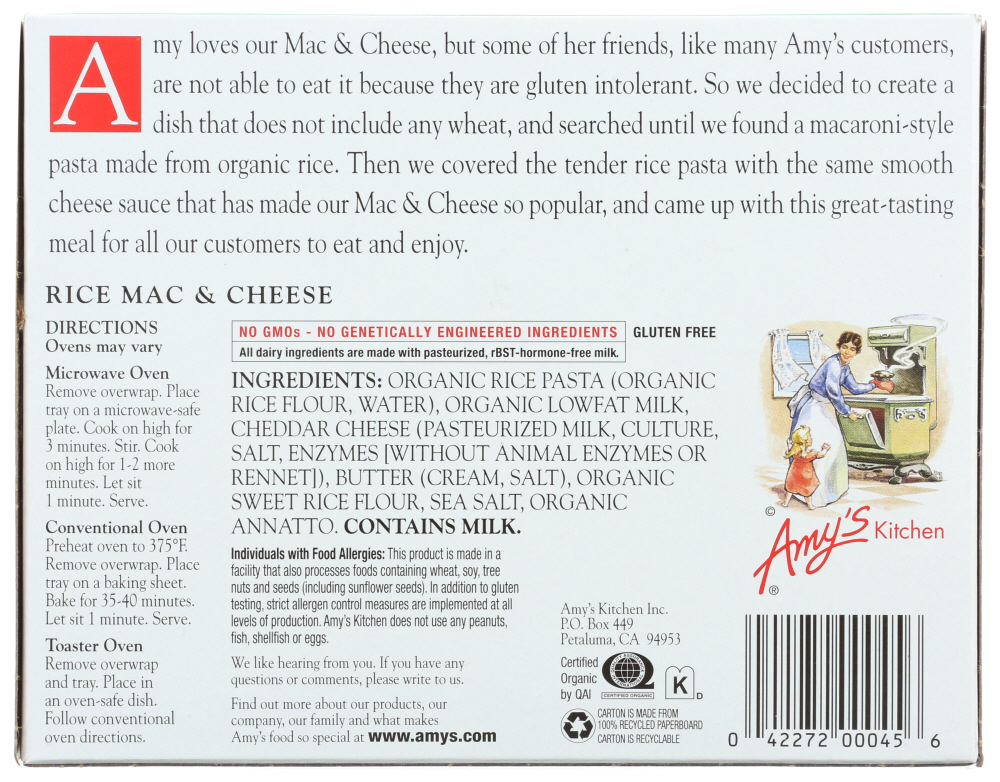 Amy loves our Mac & Cheese, but some of her friends, like many Amy's customers,
are not able to eat it because they are gluten intolerant. So we decided to create a
dish that does not include any wheat, and searched until we found a macaroni-style
pasta made from organic rice. Then we covered the tender rice pasta with the same smooth
cheese sauce that has made our Mac & Cheese so popular, and came up with this great-tasting
meal for all our customers to eat and enjoy.
RICE MAC & CHEESE
DIRECTIONS
Ovens may vary
Microwave Oven
Remove overwrap. Place
tray on a microwave-safe
plate. Cook on high for
3 minutes. Stir. Cook
on high for 1-2 more
minutes. Let sit
1 minute. Serve.
Conventional Oven
Preheat oven to 375°F.
Remove overwrap. Place
tray on a baking sheet.
Bake for 35-40 minutes.
Let sit 1 minute. Serve.
Toaster Oven
Remove overwrap
and tray. Place in
an oven-safe dish.
Follow conventional
oven directions.
NO GMOs - NO GENETICALLY ENGINEERED INGREDIENTS
GLUTEN FREE
All dairy ingredients are made with pasteurized, rBST-hormone-free milk.
INGREDIENTS: ORGANIC RICE PASTA (ORGANIC
RICE FLOUR, WATER), ORGANIC LOWFAT MILK,
CHEDDAR CHEESE (PASTEURIZED MILK, CULTURE,
SALT, ENZYMES [WITHOUT ANIMAL ENZYMES OR
RENNET]), BUTTER (CREAM, SALT), ORGANIC
SWEET RICE FLOUR, SEA SALT, ORGANIC
ANNATTO. CONTAINS MILK.
Individuals with Food Allergies: This product is made in a
facility that also processes foods containing wheat, soy, tree
nuts and seeds (including sunflower seeds). In addition to gluten
testing, strict allergen control measures are implemented at all
levels of production. Amy's Kitchen does not use any peanuts,
fish, shellfish or eggs.
We like hearing from you. If you have any
questions or comments, please write to us.
Find out more about our products, our
company, our family and what makes
Amy's food so special at www.amys.com
©
Amy's Kitchen
®
Amy's Kitchen Inc.
P.O. Box 449
Petaluma, CA 94953
Certified
Organic
by QAI
CERTIFIED ORGANIC
K D
CARTON IS MADE FROM
100% RECYCLED PAPERBOARD
CARTON IS RECYCLABLE
0 42272 00045 6